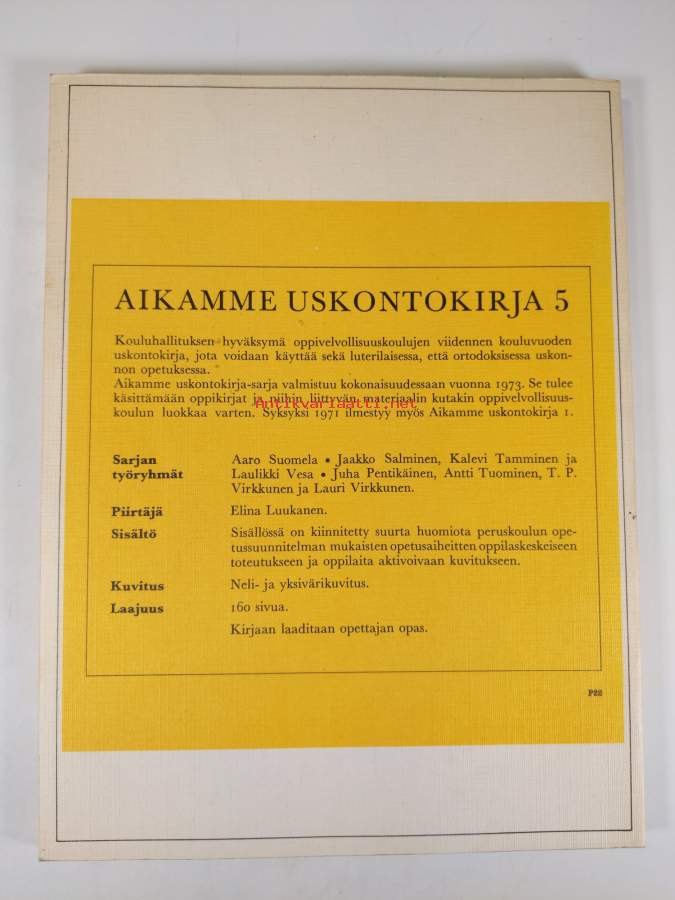 AIKAMME USKONTOKIRJA 5
Kouluhallituksen hyväksymä oppivelvollisuuskoulujen viidennen kouluvuoden
uskontokirja, jota voidaan käyttää sekä luterilaisessa, että ortodoksisessa uskon-
non opetuksessa.
Aikamme uskontokirja-sarja valmistuu kokonaisuudessaan vuonna 1973. Se tulee
käsittämään oppikirjat ja niihin liittyvän materiaalin kutakin oppivelvollisuus-
koulun luokkaa varten. Syksyksi 1971 ilmestyy myös Aikamme uskontokirja 1.
Antikvariaatti.net
Sarjan työryhmät
Aaro Suomela • Jaakko Salminen, Kalevi Tamminen ja
Laulikki Vesa • Juha Pentikäinen, Antti Tuominen, T. P.
Virkkunen ja Lauri Virkkunen.
Piirtäjä
Elina Luukanen.
Sisältö
Sisällössä on kiinnitetty suurta huomiota peruskoulun ope-
tussuunnitelman mukaisten opetusaiheitten oppilaskeskeiseen
toteutukseen ja oppilaita aktivoivaan kuvitukseen.
Kuvitus
Neli- ja yksivärikuvitus.
Laajuus
160 sivua.
Kirjaan laaditaan opettajan opas.
P22